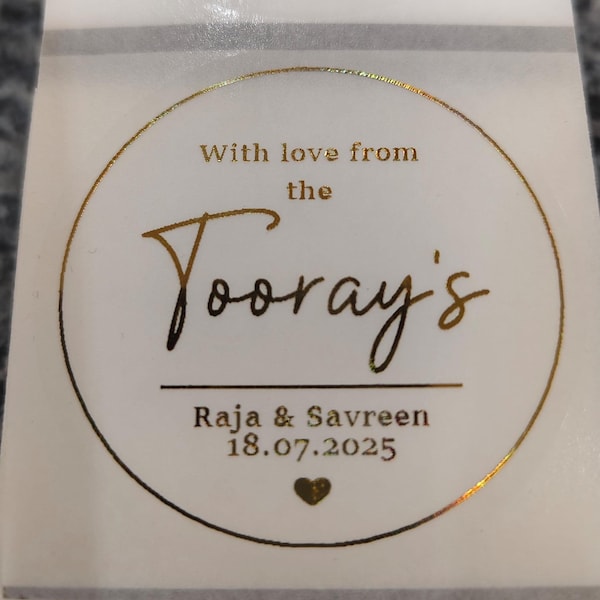 With love from
the
Tooray's
Raja & Savreen
18.07.2025